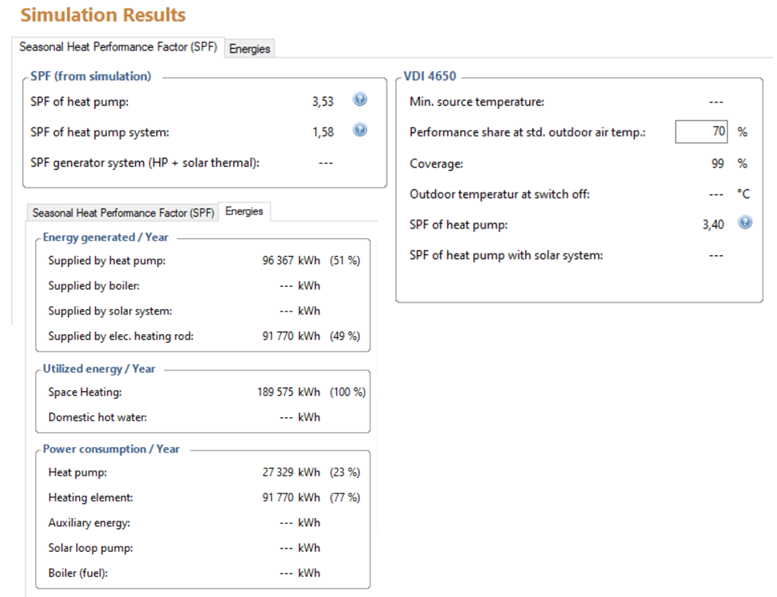 Simulation Results
Seasonal Heat Performance Factor (SPF) Energies
SPF (from simulation)
SPF of heat pump: 3,53
SPF of heat pump system: 1,58
SPF generator system (HP + solar thermal): ---
VDI 4650
Min. source temperature: ---
Performance share at std. outdoor air temp.: 70 %
Coverage: 99 %
Outdoor temperatur at switch off: --- °C
SPF of heat pump: 3,40
SPF of heat pump with solar system: ---
Seasonal Heat Performance Factor (SPF) Energies
Energy generated / Year
Supplied by heat pump: 96 367 kWh (51 %)
Supplied by boiler: --- kWh
Supplied by solar system: --- kWh
Supplied by elec. heating rod: 91 770 kWh (49 %)
Utilized energy / Year
Space Heating: 189 575 kWh (100 %)
Domestic hot water: --- kWh
Power consumption / Year
Heat pump: 27 329 kWh (23 %)
Heating element: 91 770 kWh (77 %)
Auxiliary energy: --- kWh
Solar loop pump: --- kWh
Boiler (fuel): --- kWh